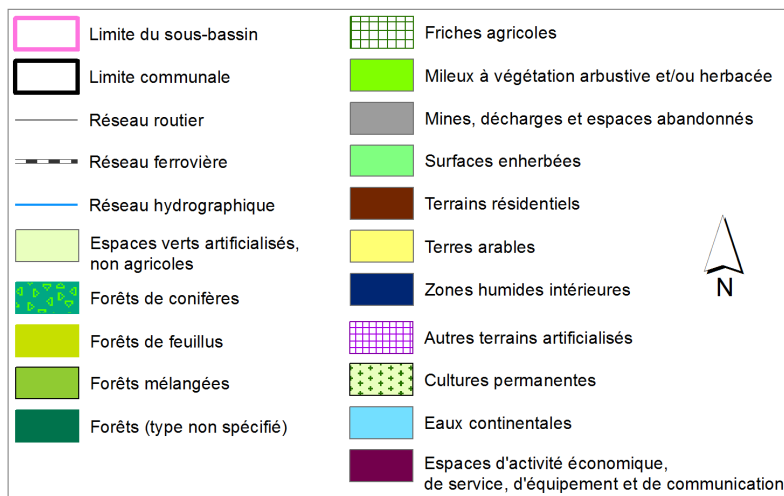 Limite du sous-bassin
Limite communale
Réseau routier
Réseau ferrovière
Réseau hydrographique
Espaces verts artificialisés,
non agricoles
Forêts de conifères
Forêts de feuillus
Forêts mélangées
Forêts (type non spécifié)
Friches agricoles
Mileux à végétation arbustive et/ou herbacée
Mines, décharges et espaces abandonnés
Surfaces enherbées
Terrains résidentiels
Terres arables
Zones humides intérieures
Autres terrains artificialisés
Cultures permanentes
Eaux continentales
Espaces d'activité économique,
de service, d'équipement et de communication
N